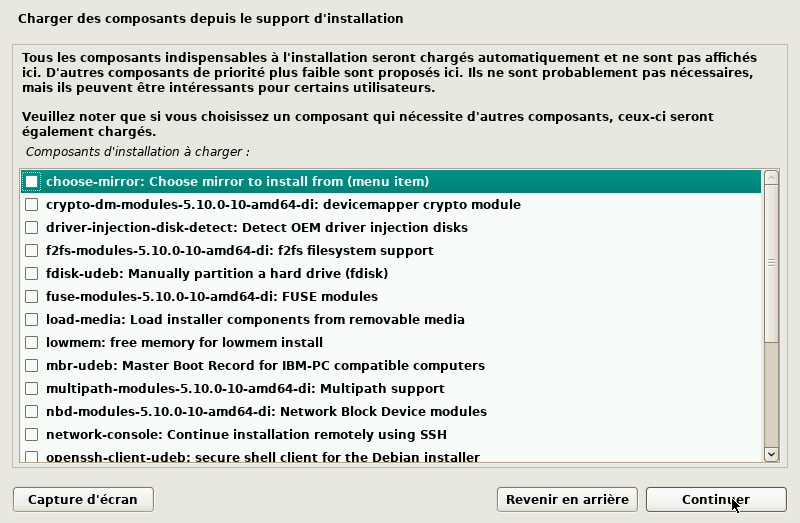 Charger des composants depuis le support d'installation
Tous les composants indispensables à l'installation seront chargés automatiquement et ne sont pas affichés
ici. D'autres composants de priorité plus faible sont proposés ici. Ils ne sont probablement pas nécessaires,
mais ils peuvent être intéressants pour certains utilisateurs.
Veuillez noter que si vous choisissez un composant qui nécessite d'autres composants, ceux-ci seront
également chargés.
Composants d'installation à charger :
choose-mirror: Choose mirror to install from (menu item)
crypto-dm-modules-5.10.0-10-amd64-di: devicemapper crypto module
driver-injection-disk-detect: Detect OEM driver injection disks
f2fs-modules-5.10.0-10-amd64-di: f2fs filesystem support
fdisk-udeb: Manually partition a hard drive (fdisk)
fuse-modules-5.10.0-10-amd64-di: FUSE modules
load-media: Load installer components from removable media
lowmem: free memory for lowmem install
mbr-udeb: Master Boot Record for IBM-PC compatible computers
multipath-modules-5.10.0-10-amd64-di: Multipath support
nbd-modules-5.10.0-10-amd64-di: Network Block Device modules
network-console: Continue installation remotely using SSH
openssh-client-udeb: secure shell client for the Debian installer
Capture d'écran
Revenir en arrière
Continuer